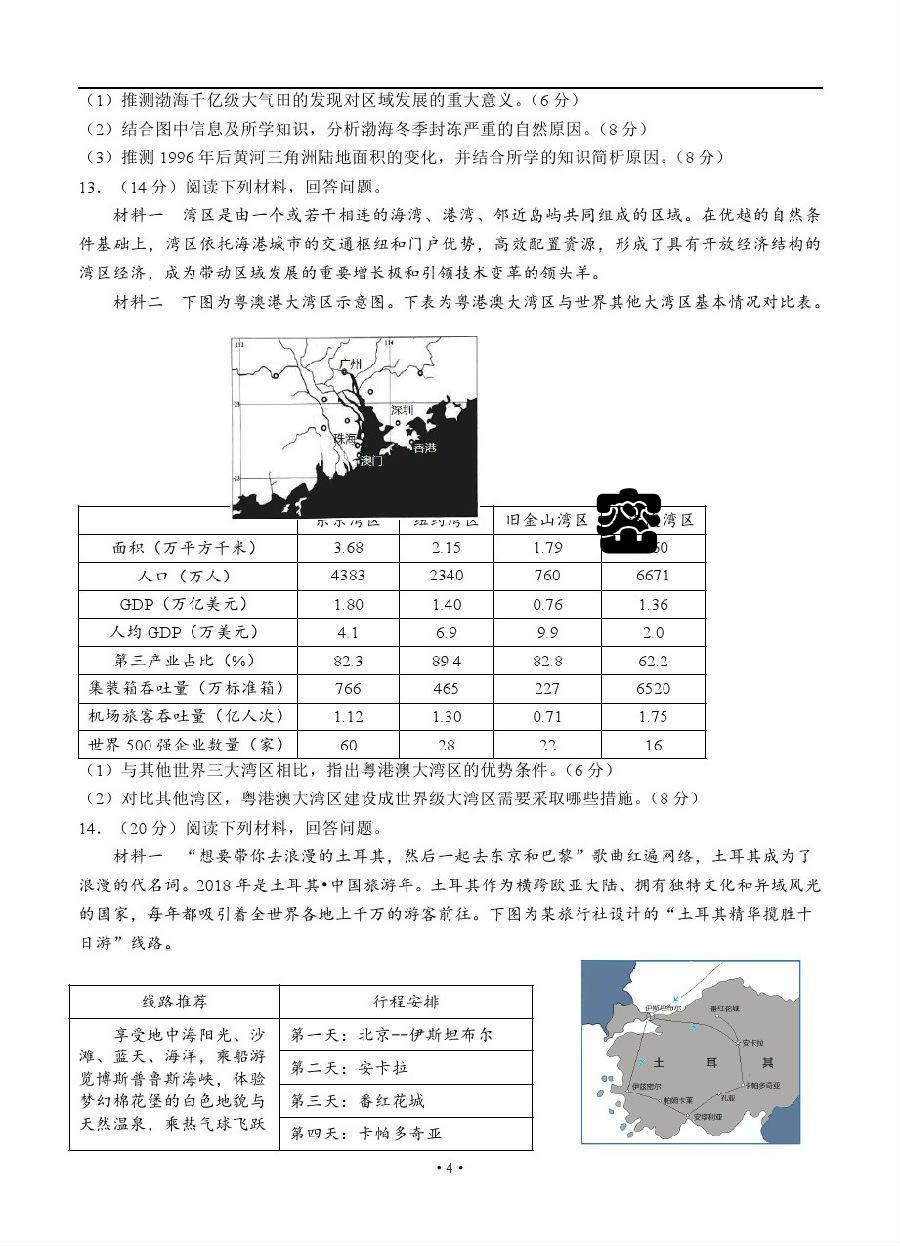 （1）推测渤海千亿级大气田的发现对区域发展的重大意义。（6分）
（2）结合图中信息及所学知识，分析渤海冬季封冻严重的自然原因。（8分）
（3）推测1996年后黄河三角洲陆地面积的变化，并结合所学的知识简析原因。（8分）
13．（14分）阅读下列材料，回答问题。
材料一　湾区是由一个或若干相连的海湾、港湾、邻近岛屿共同组成的区域。在优越的自然条
件基础上，湾区依托海港城市的交通枢纽和门户优势，高效配置资源，形成了具有开放经济结构的
湾区经济，成为带动区域发展的重要增长极和引领技术变革的领头羊。
材料二　下图为粤澳港大湾区示意图。下表为粤港澳大湾区与世界其他大湾区基本情况对比表。
112 114
广州
23
深圳
珠海
香港
澳门
22
东京湾区 纽约湾区 旧金山湾区 湾区
面积（万平方千米） 3.68 2.15 1.79
人口（万人） 4383 2340 760 6671
GDP（万亿美元） 1.80 1.40 0.76 1.36
人均GDP（万美元） 4.1 6.9 9.9 2.0
第三产业占比（%） 82.3 89.4 82.8 62.2
集装箱吞吐量（万标准箱） 766 465 227 6520
机场旅客吞吐量（亿人次） 1.12 1.30 0.71 1.75
世界500强企业数量（家） 60 28 22 16
（1）与其他世界三大湾区相比，指出粤港澳大湾区的优势条件。（6分）
（2）对比其他湾区，粤港澳大湾区建设成世界级大湾区需要采取哪些措施。（8分）
14．（20分）阅读下列材料，回答问题。
材料一　“想要带你去浪漫的土耳其，然后一起去东京和巴黎”歌曲红遍网络，土耳其成为了
浪漫的代名词。2018年是土耳其•中国旅游年。土耳其作为横跨欧亚大陆、拥有独特文化和异域风光
的国家，每年都吸引着全世界各地上千万的游客前往。下图为某旅行社设计的“土耳其精华揽胜十
日游”线路。
线路推荐 行程安排
享受地中海阳光、沙
滩、蓝天、海洋，乘船游
览博斯普鲁斯海峡，体验
梦幻棉花堡的白色地貌与
天然温泉，乘热气球飞跃
第一天：北京--伊斯坦布尔
第二天：安卡拉
第三天：番红花城
第四天：卡帕多奇亚
伊斯坦布尔 番红花城
安卡拉
土 耳 其
伊兹密尔 卡帕多奇亚
帕姆卡莱 孔亚
安塔利亚
•4•